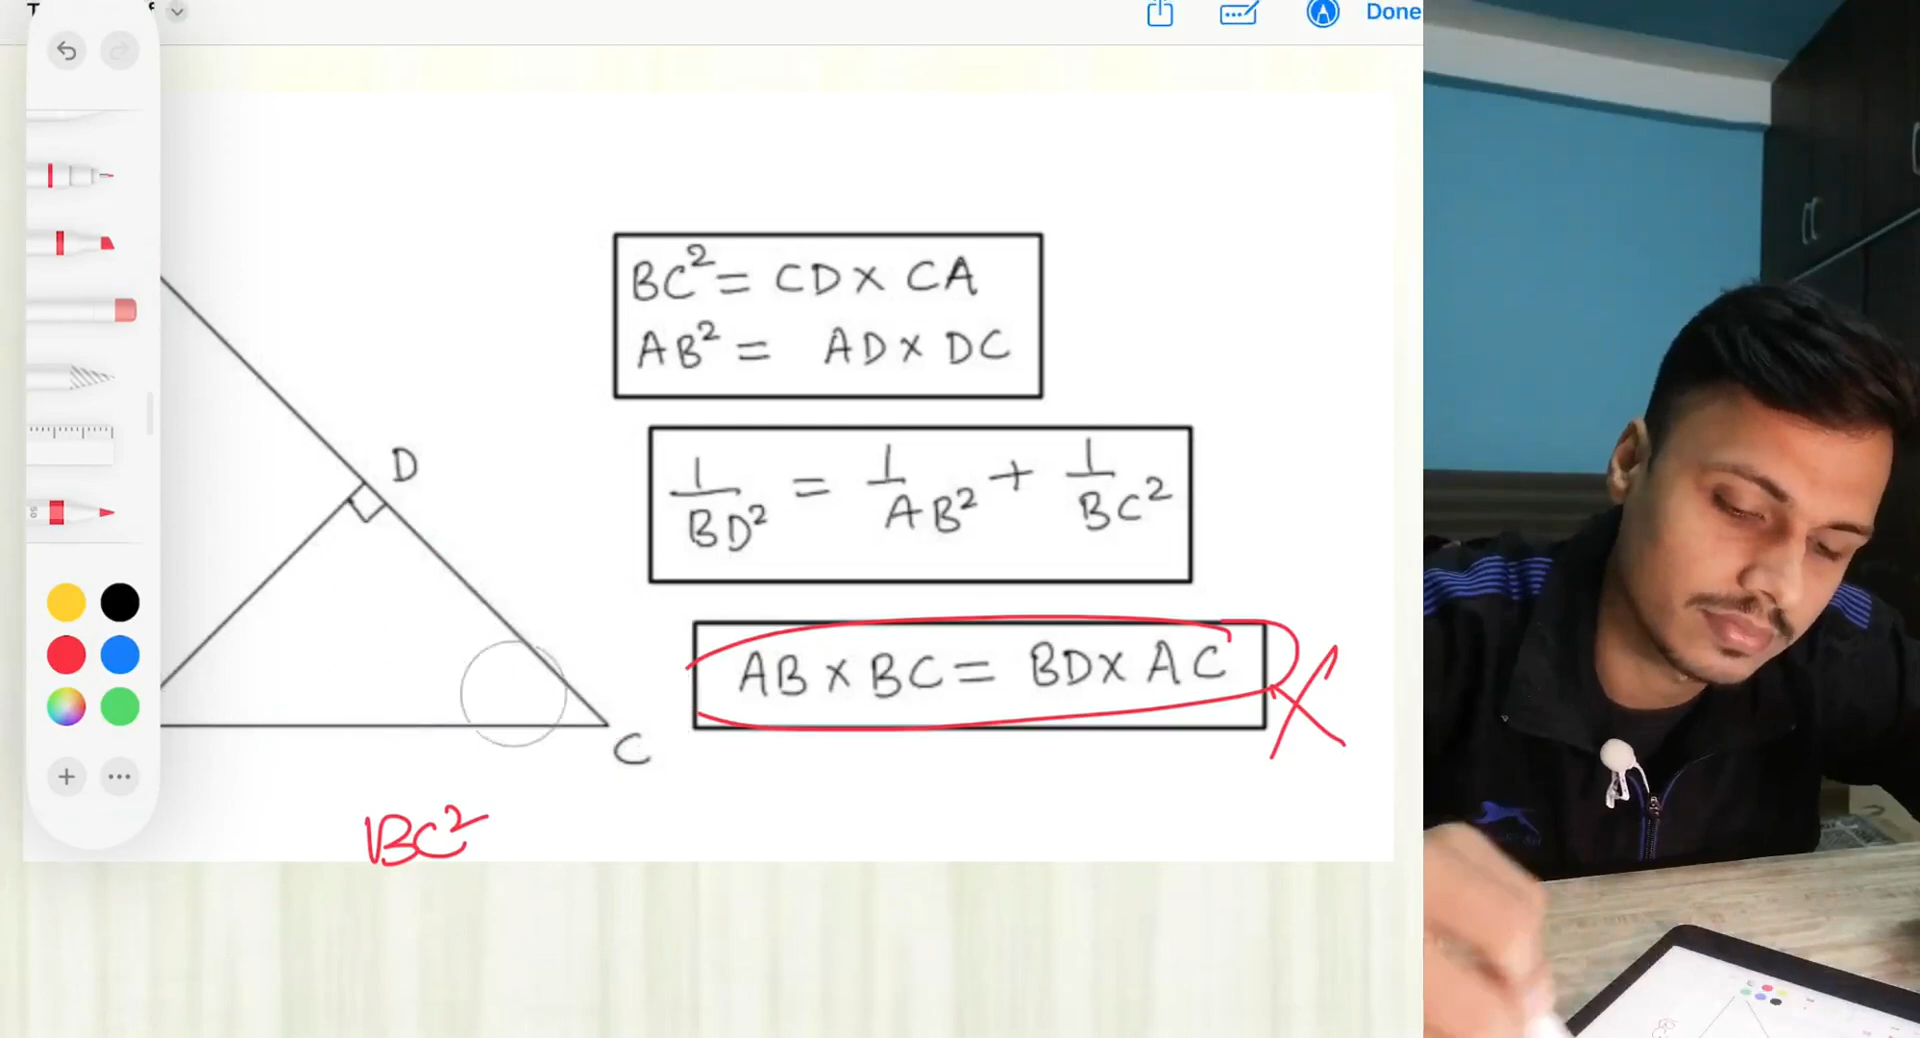 Done
BC² = CD × CA
AB² = AD × DC
D
1/BD² = 1/AB² + 1/BC²
AB × BC = BD × AC
C
BC²